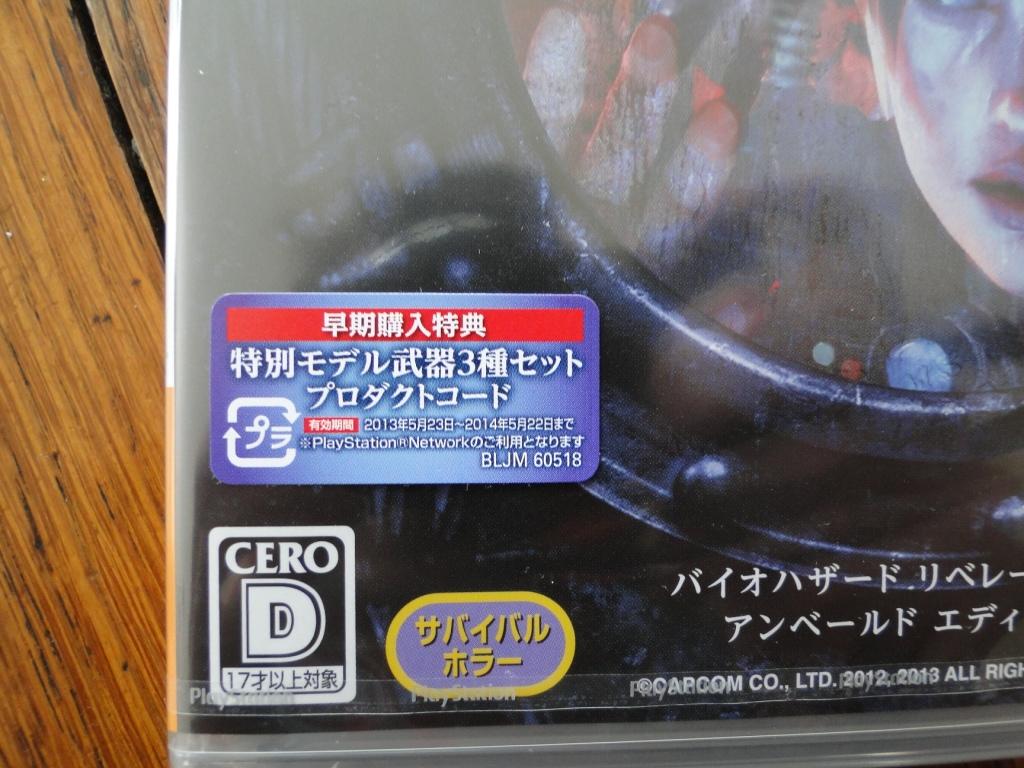 早期購入特典
特別モデル武器3種セット
プロダクトコード
プラ
有効期間 2013年5月23日~2014年5月22日まで
※PlayStation®Networkのご利用となります
BLJM 60518
CERO
D
17才以上対象
サバイバル
ホラー
バイオハザード リベレー
アンベールド エディ
©CAPCOM CO., LTD. 2012, 2013 ALL RIGH
PlayStation PlayStation PlayStation PlayStation